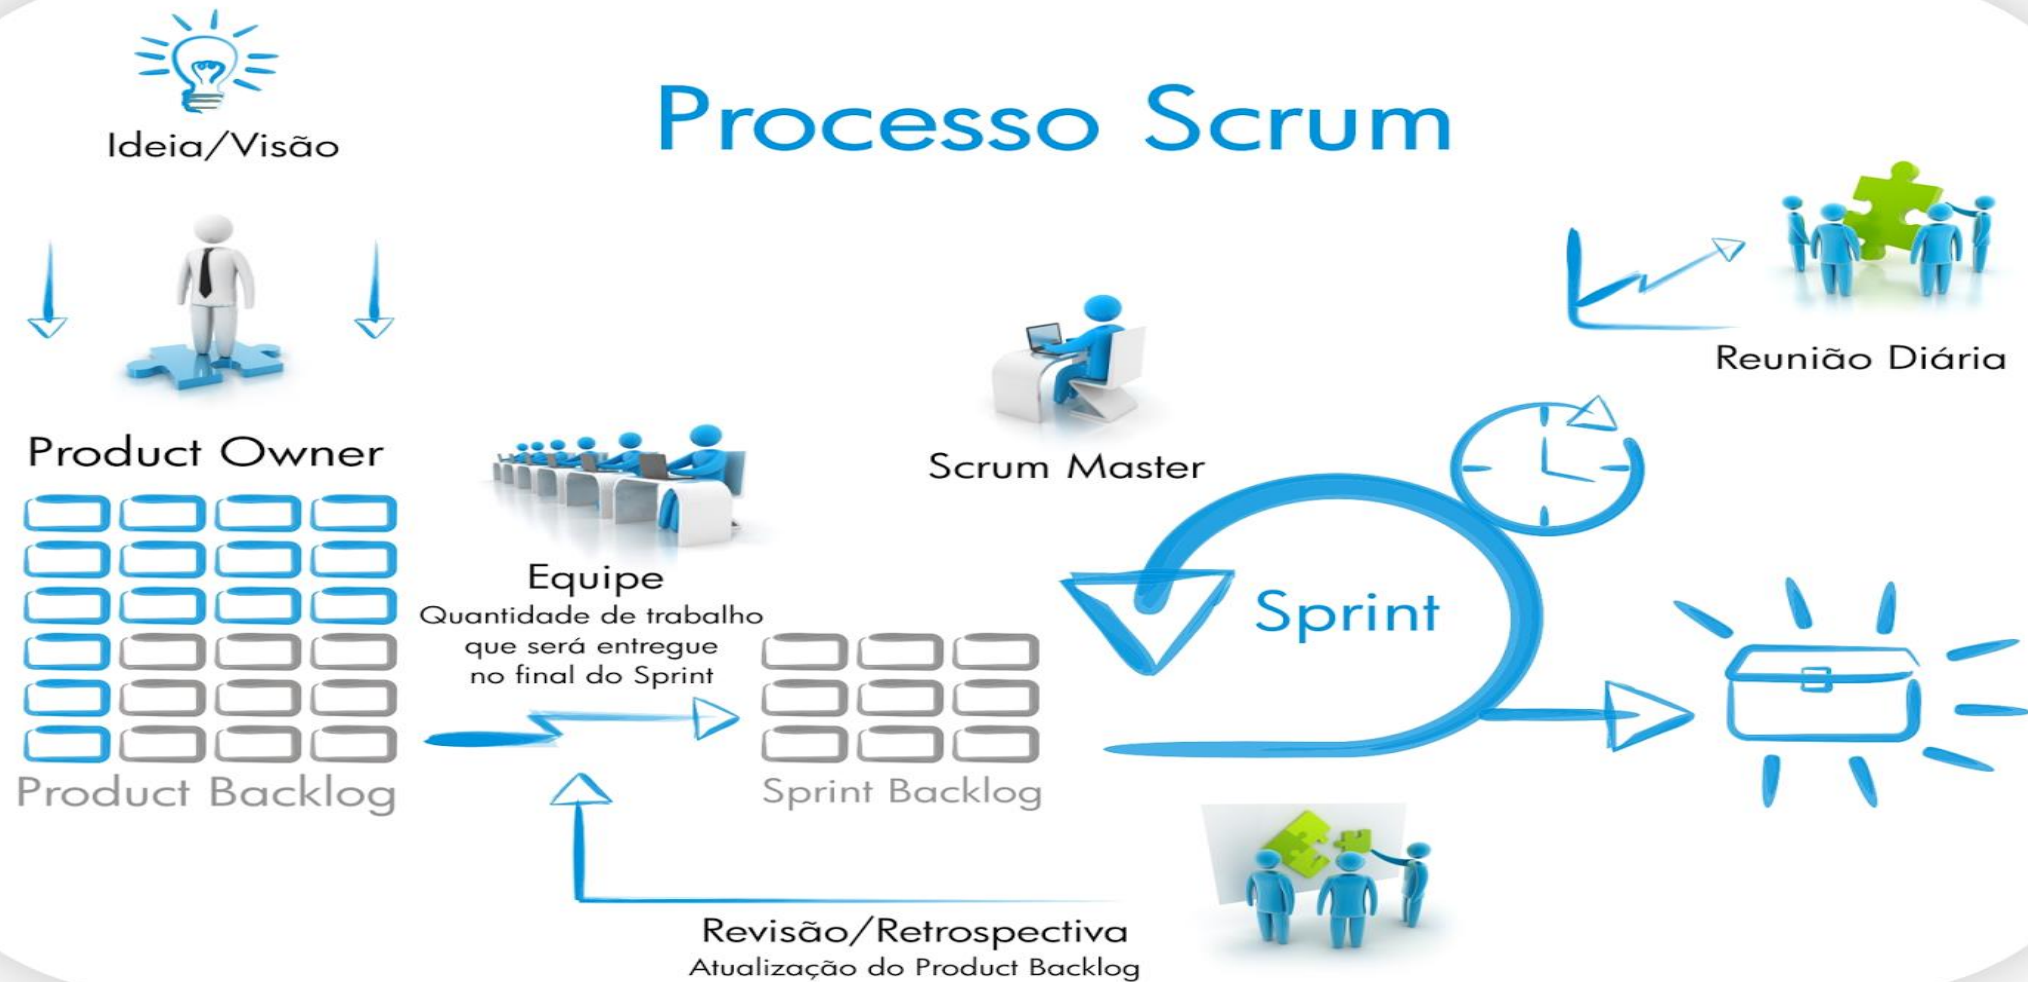 Ideia/Visão
Processo Scrum
Reunião Diária
Product Owner
Scrum Master
Equipe
Quantidade de trabalho
que será entregue
no final do Sprint
Sprint
Product Backlog
Sprint Backlog
Revisão/Retrospectiva
Atualização do Product Backlog